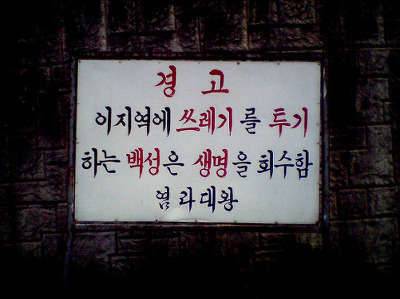 경고
이지역에 쓰레기를 투기
하는 백성은 생명을 회수함
염라대왕